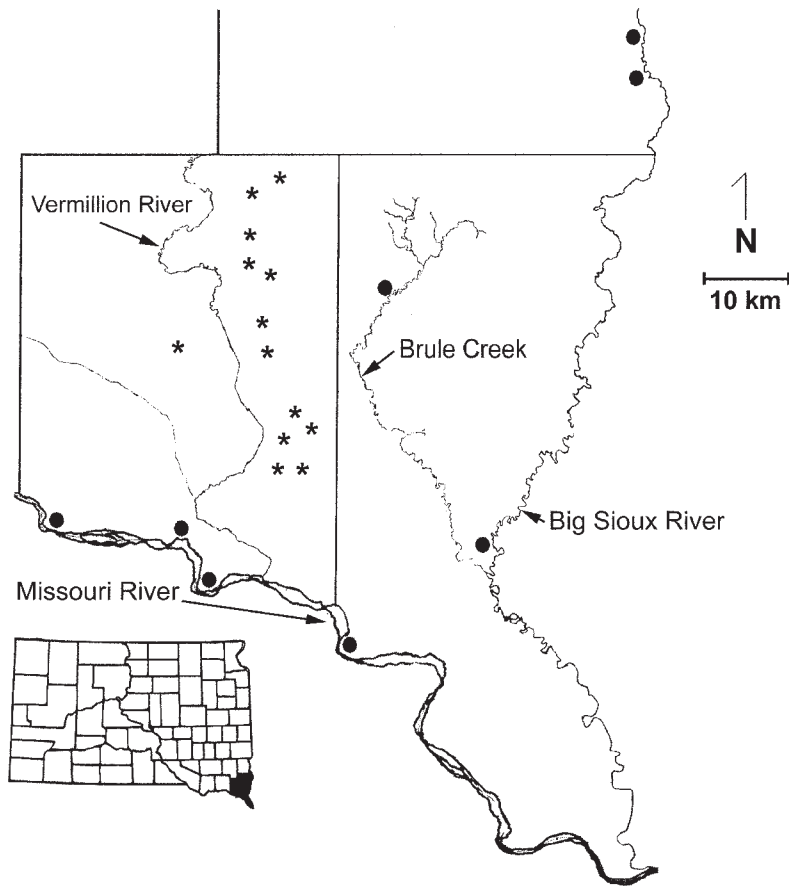 Vermillion River
N
10 km
Brule Creek
Big Sioux River
Missouri River